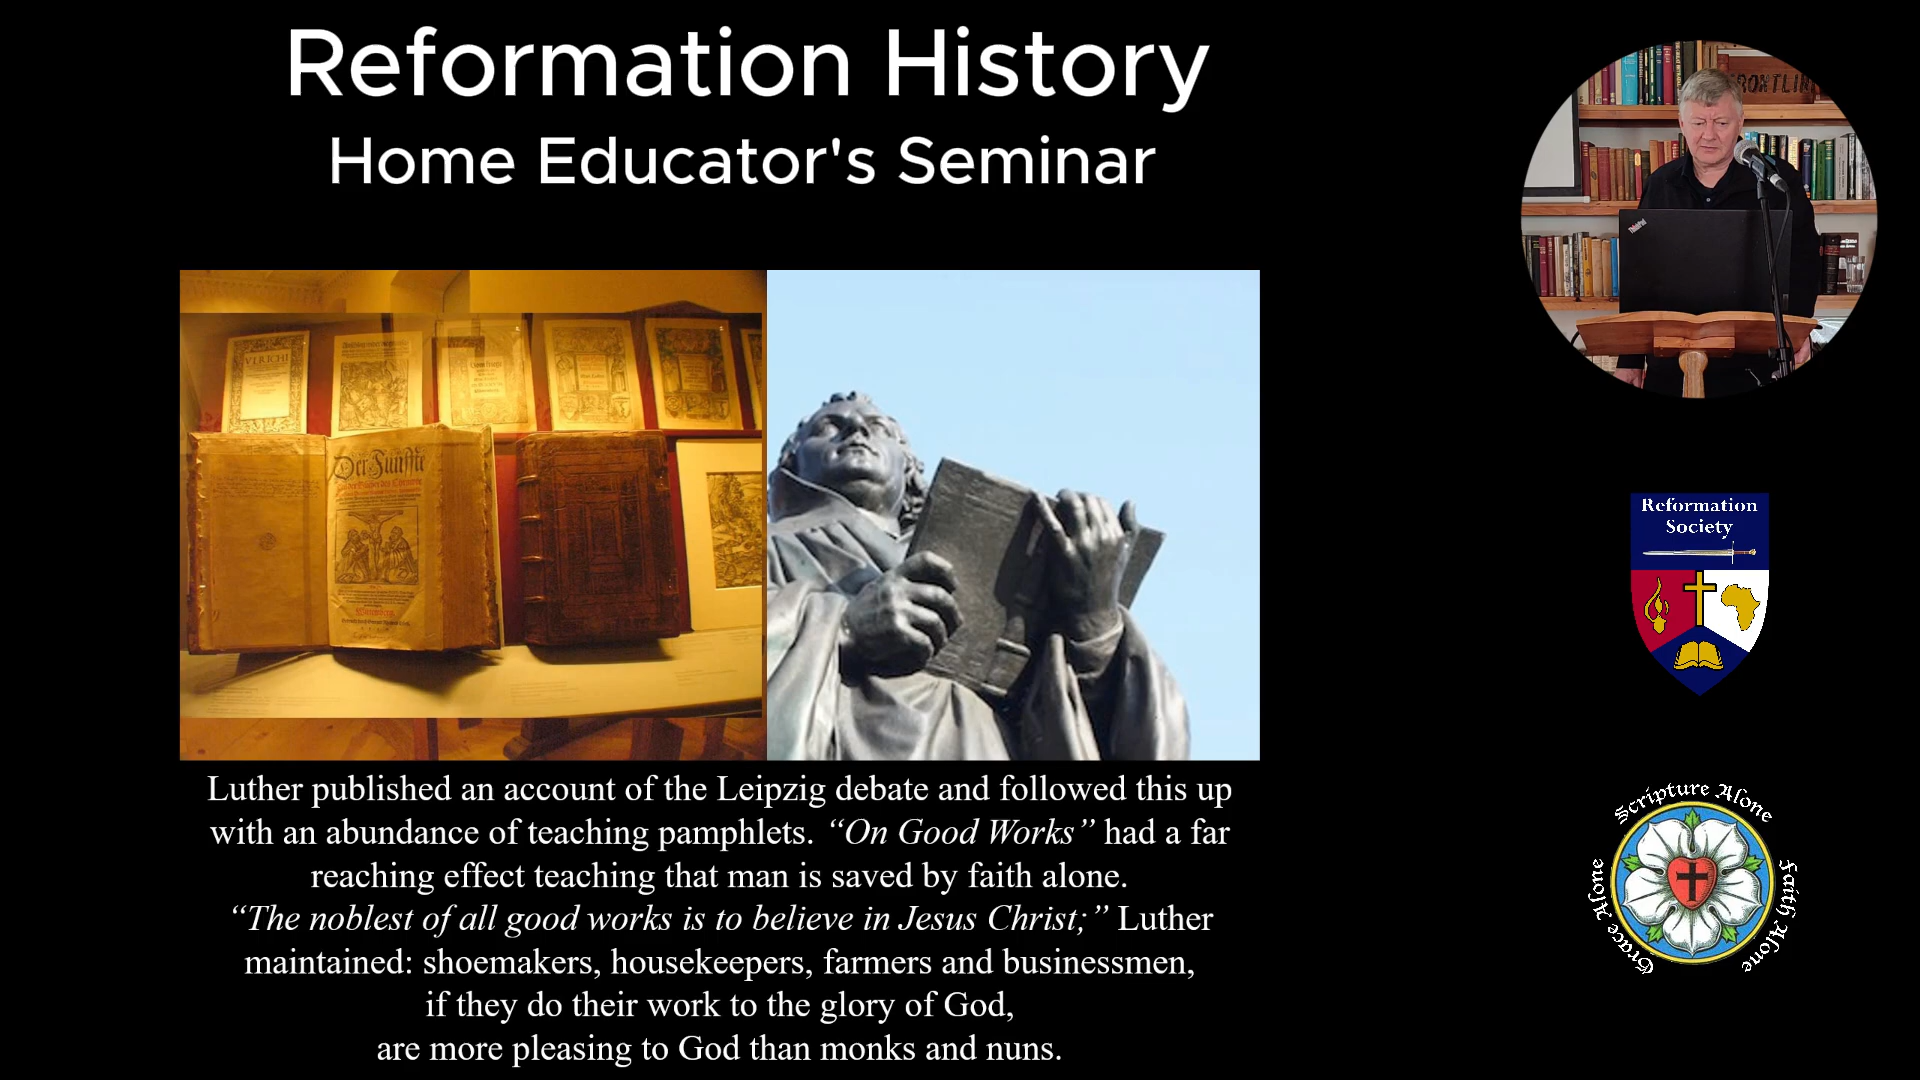 Reformation History
Home Educator's Seminar
ThinkPad
VLRICHI
Der Fünffte
Wittemberg.
Luther published an account of the Leipzig debate and followed this up
with an abundance of teaching pamphlets. “On Good Works” had a far
reaching effect teaching that man is saved by faith alone.
“The noblest of all good works is to believe in Jesus Christ;” Luther
maintained: shoemakers, housekeepers, farmers and businessmen,
if they do their work to the glory of God,
are more pleasing to God than monks and nuns.
Reformation
Society
Scripture Alone
Grace Alone
Faith Alone